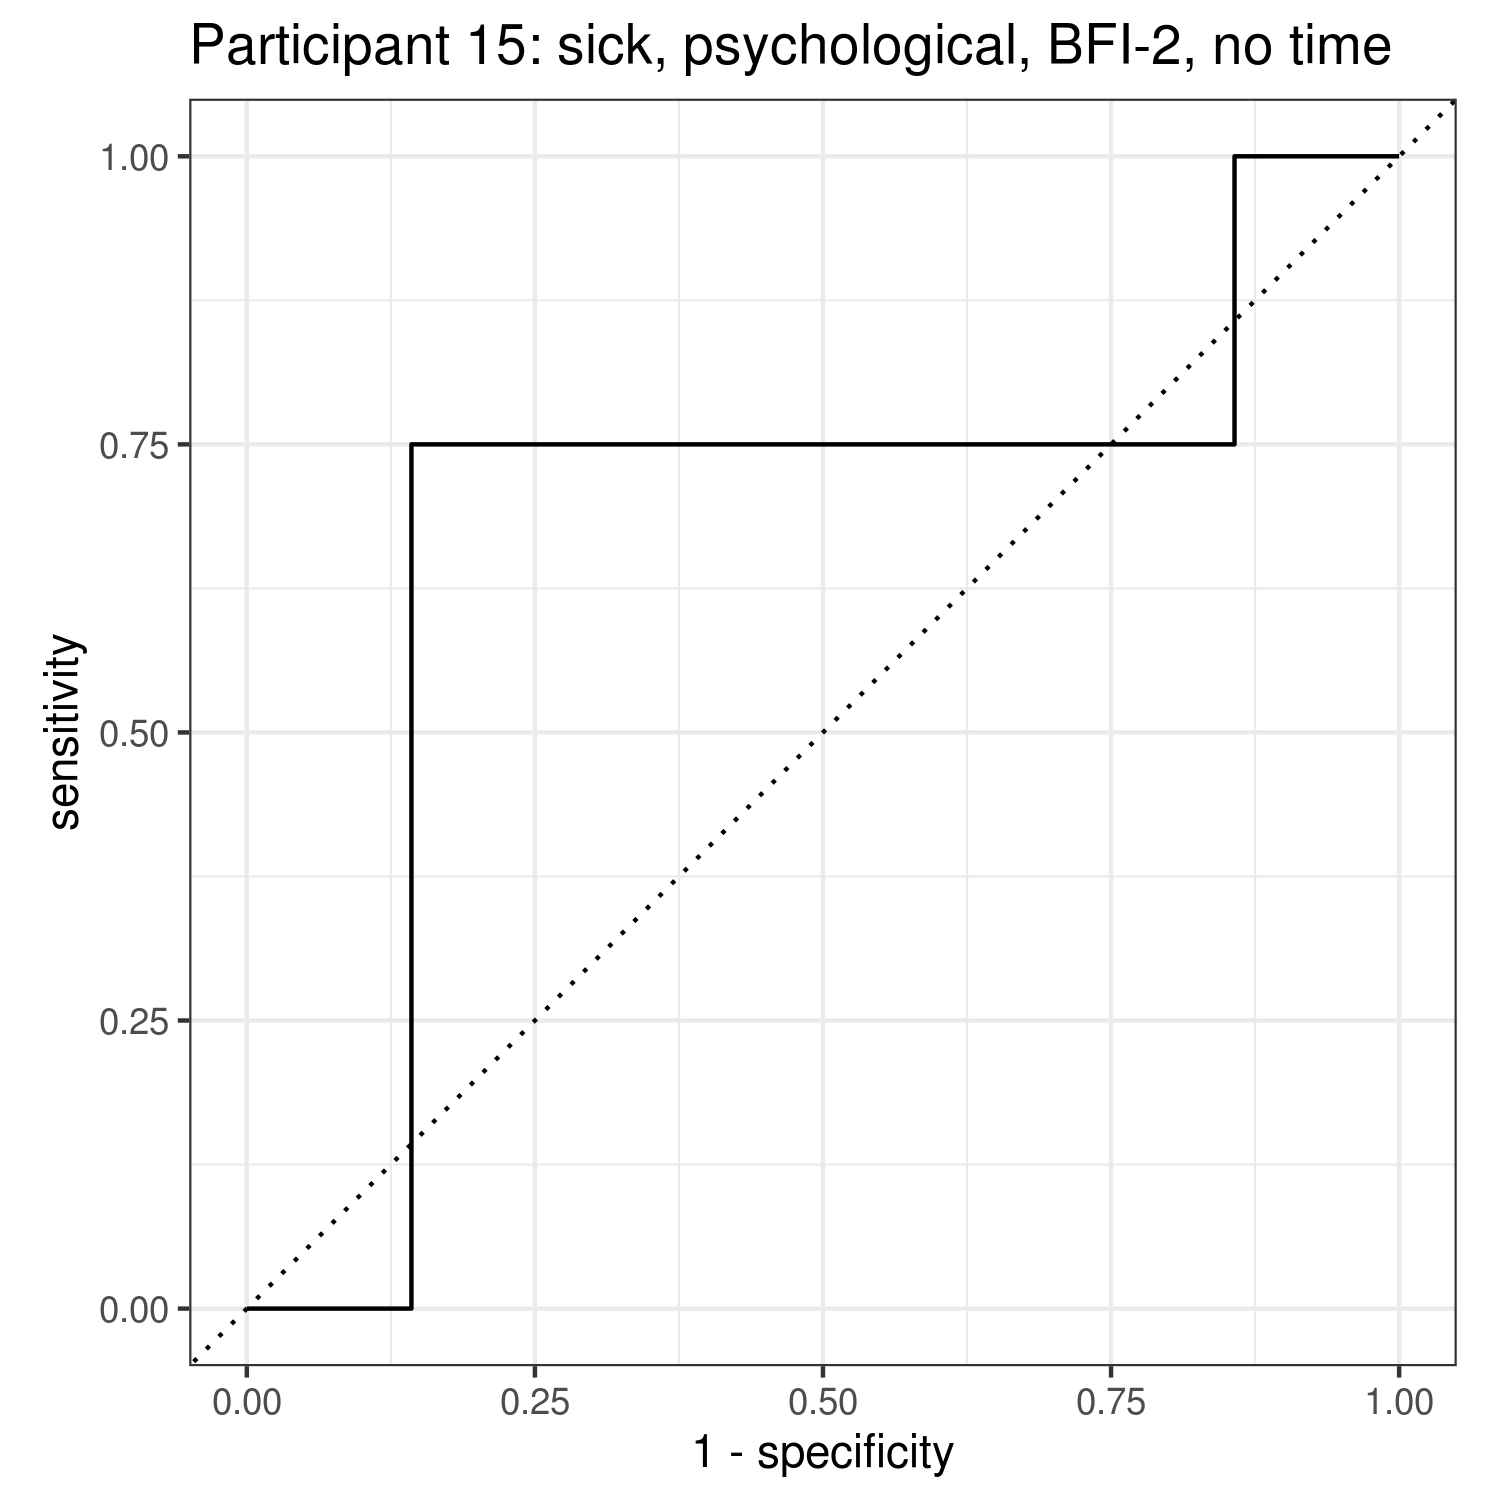 Participant 15: sick, psychological, BFI-2, no time
1.00
0.75
0.50
0.25
0.00
sensitivity
0.00 0.25 0.50 0.75 1.00
1 - specificity